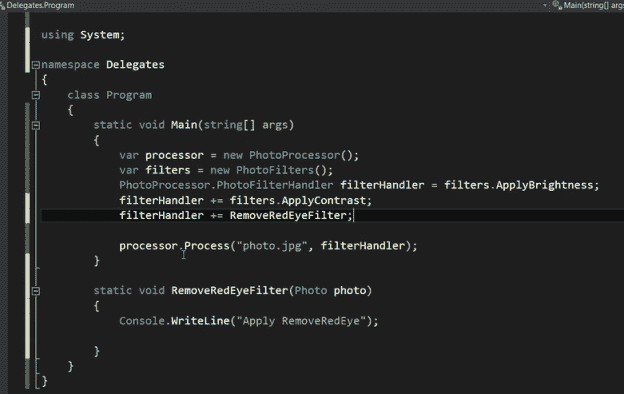 Delegates.Program
Main(string[] args
using System;
namespace Delegates
{
class Program
{
static void Main(string[] args)
{
var processor = new PhotoProcessor();
var filters = new PhotoFilters();
PhotoProcessor.PhotoFilterHandler filterHandler = filters.ApplyBrightness;
filterHandler += filters.ApplyContrast;
filterHandler += RemoveRedEyeFilter;
processor.Process("photo.jpg", filterHandler);
}
static void RemoveRedEyeFilter(Photo photo)
{
Console.WriteLine("Apply RemoveRedEye");
}
}
}